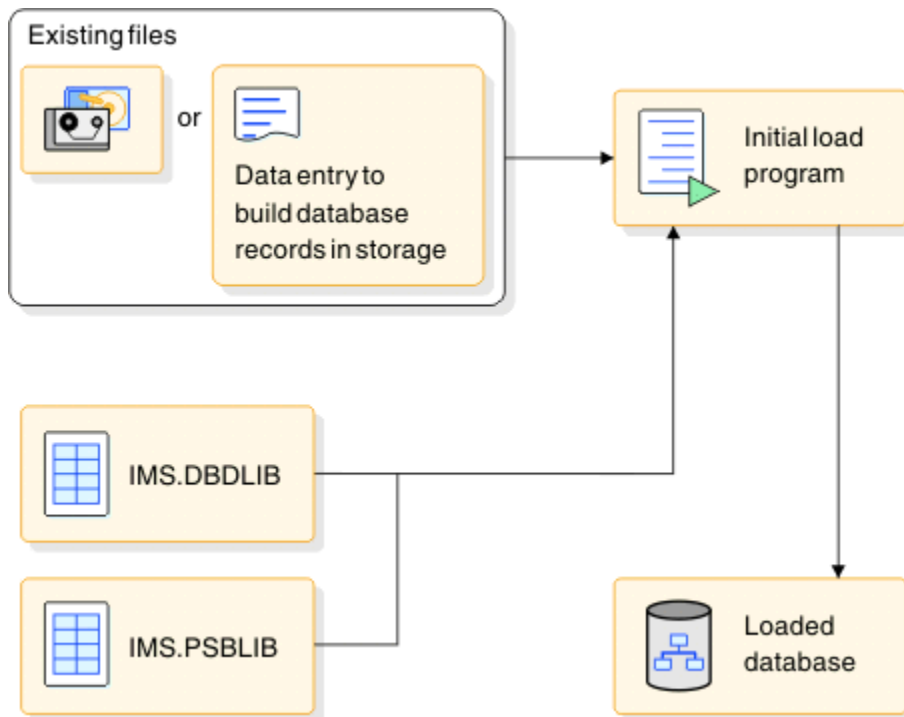 Existing files
or
Data entry to
build database
records in storage
Initial load
program
IMS.DBDLIB
IMS.PSBLIB
Loaded
database